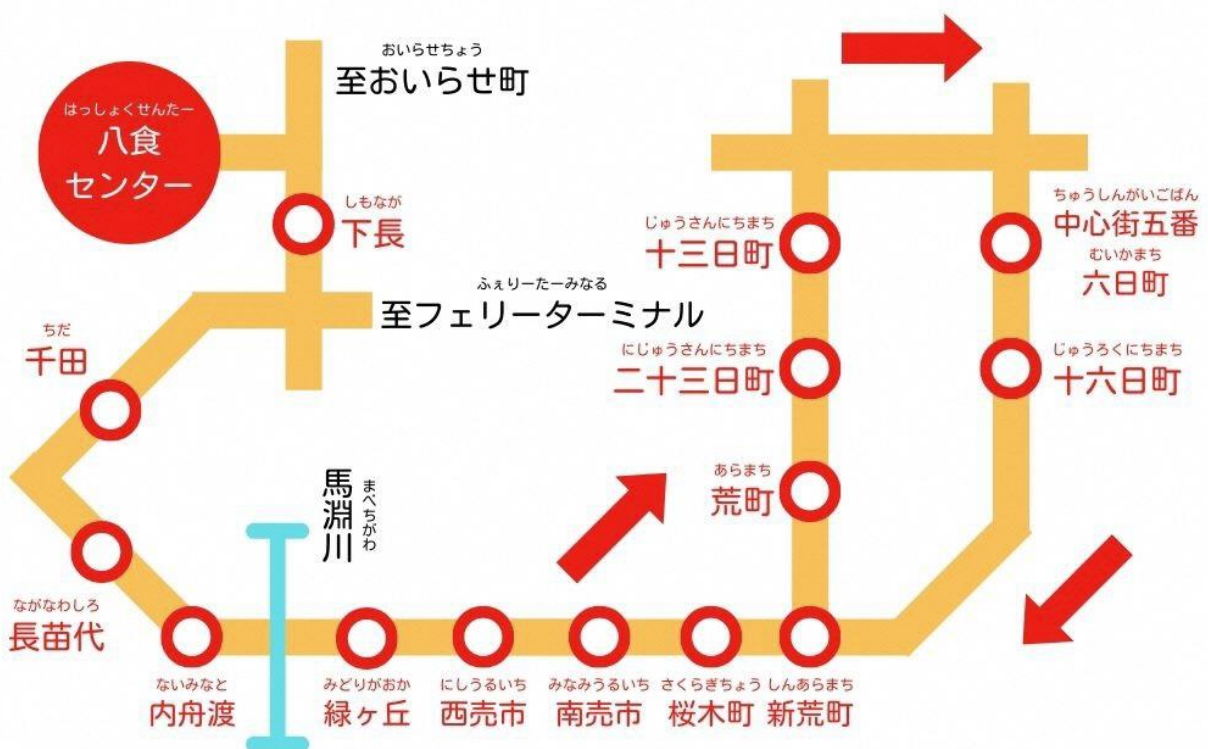 おいらせちょう
至おいらせ町
はっしょくせんたー
八食
センター
しもなが
下長
ふぇりーたーみなる
至フェリーターミナル
ちだ
千田
ながなわしろ
長苗代
ないみなと
内舟渡
まべちがわ
馬淵川
みどりがおか
緑ヶ丘
にしうるいち
西売市
みなみうるいち
南売市
さくらぎちょう
桜木町
しんあらまち
新荒町
あらまち
荒町
にじゅうさんにちまち
二十三日町
じゅうさんにちまち
十三日町
ちゅうしんがいごばん
中心街五番
むいかまち
六日町
じゅうろくにちまち
十六日町